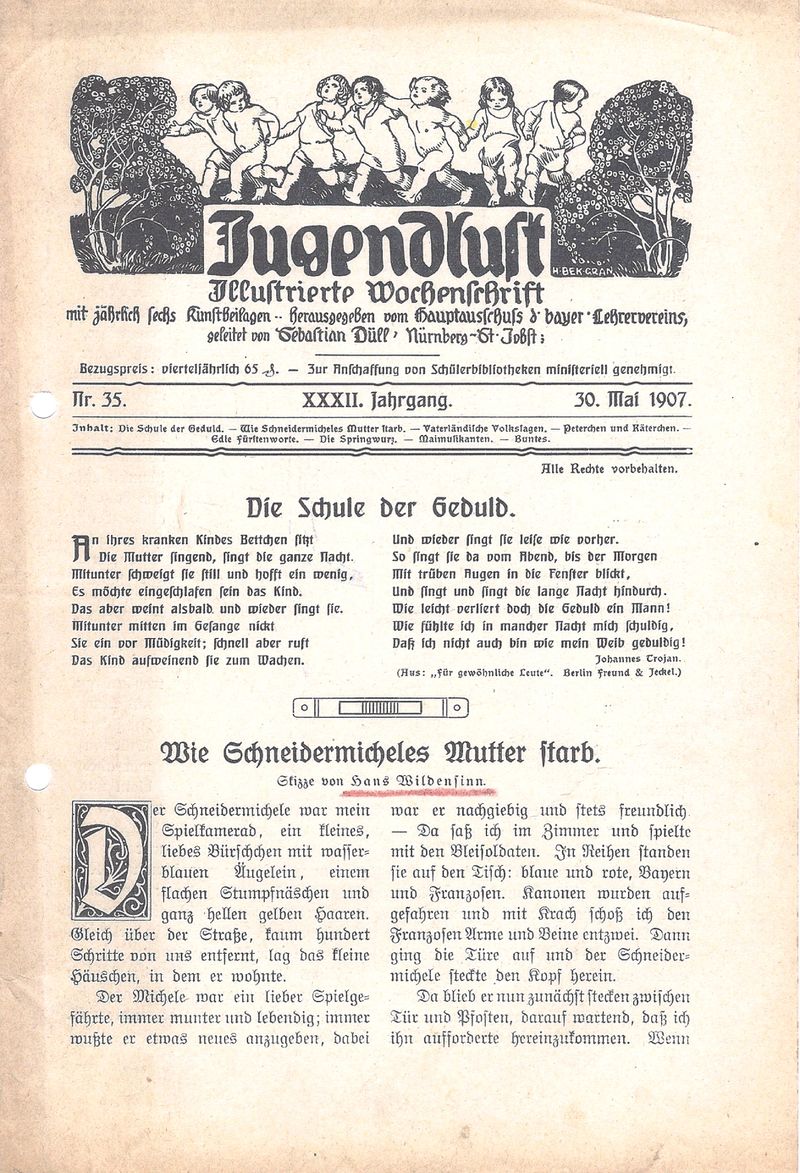 H·BEK·GRAN
Jugendlust
Illustrierte Wochenschrift
mit jährlich sechs Kunstbeilagen ·· herausgegeben vom Hauptausschuss d· bayer· Lehrervereins,
geleitet von Sebastian Düll, Nürnberg-St·Jobst;
Bezugspreis: vierteljährlich 65 ₰. — Zur Anschaffung von Schülerbibliotheken ministeriell genehmigt.
Nr. 35. XXXII. Jahrgang. 30. Mai 1907.
Inhalt: Die Schule der Geduld. — Wie Schneidermicheles Mutter starb. — Vaterländische Volkslagen. — Peterchen und Käterchen. —
Edle Fürstenworte. — Die Springwurz. — Maimusikanten. — Buntes.
Alle Rechte vorbehalten.
Die Schule der Geduld.
An ihres kranken Kindes Bettchen sitzt
Die Mutter singend, singt die ganze Nacht.
Mitunter schweigt sie still und hofft ein wenig,
Es möchte eingeschlafen sein das Kind.
Das aber weint alsbald und wieder singt sie.
Mitunter mitten im Gesange nickt
Sie ein vor Müdigkeit; schnell aber ruft
Das Kind aufweinend sie zum Wachen.
Und wieder singt sie leise wie vorher.
So singt sie da vom Abend, bis der Morgen
Mit trüben Augen in die Fenster blickt,
Und singt und singt die lange Nacht hindurch.
Wie leicht verliert doch die Geduld ein Mann!
Wie fühlte ich in mancher Nacht mich schuldig,
Daß ich nicht auch bin wie mein Weib geduldig!
Johannes Trojan.
(Aus: „Für gewöhnliche Leute“. Berlin Freund & Jeckel.)
Wie Schneidermicheles Mutter starb.
Skizze von Hans Wildensinn.
Der Schneidermichele war mein
Spielkamerad, ein kleines,
liebes Bürschchen mit wasser-
blauen Äugelein, einem
flachen Stumpfnäschen und
ganz hellen gelben Haaren.
Gleich über der Straße, kaum hundert
Schritte von uns entfernt, lag das kleine
Häuschen, in dem er wohnte.
Der Michele war ein lieber Spielge-
fährte, immer munter und lebendig; immer
wußte er etwas neues anzugeben, dabei
war er nachgiebig und stets freundlich.
— Da saß ich im Zimmer und spielte
mit den Bleisoldaten. In Reihen standen
sie auf den Tisch: blaue und rote, Bayern
und Franzosen. Kanonen wurden auf-
gefahren und mit Krach schoß ich den
Franzosen Arme und Beine entzwei. Dann
ging die Türe auf und der Schneider-
michele steckte den Kopf herein.
Da blieb er nun zunächst stecken zwischen
Tür und Pfosten, darauf wartend, daß ich
ihn aufforderte hereinzukommen. Wenn